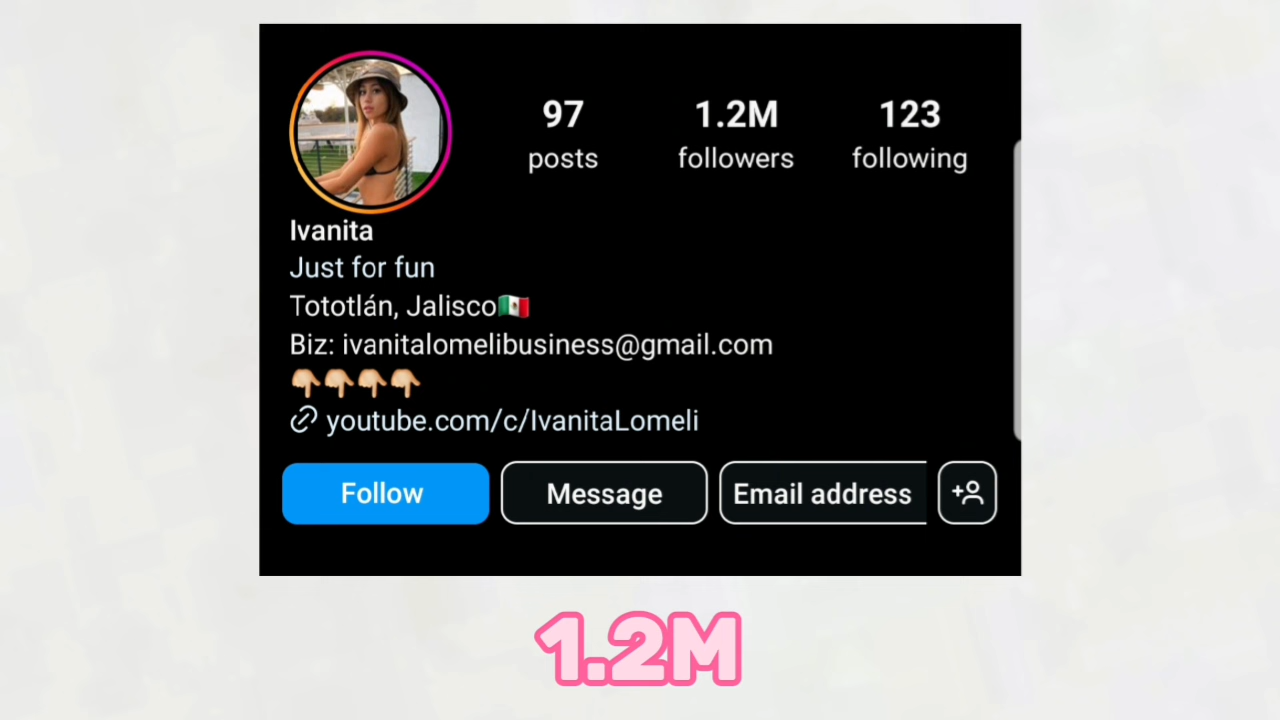 97 1.2M 123
posts followers following
Ivanita
Just for fun
Tototlán, Jalisco🇲🇽
Biz: ivanitalomelibusiness@gmail.com
👇🏼👇🏼👇🏼👇🏼
youtube.com/c/IvanitaLomeli
Follow Message Email address
1.2M